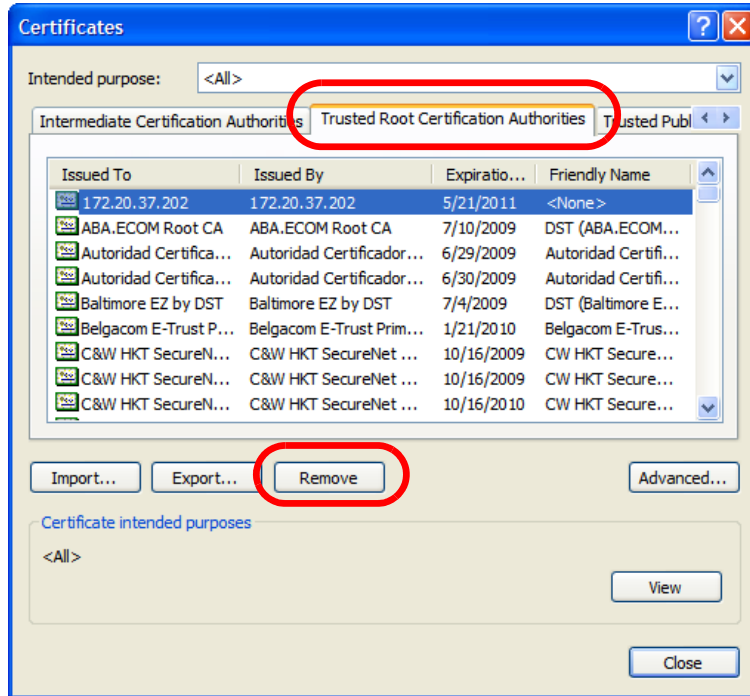 Certificates
Intended purpose: <All>
Intermediate Certification Authorities Trusted Root Certification Authorities Trusted Publ
Issued To Issued By Expiratio... Friendly Name
172.20.37.202 172.20.37.202 5/21/2011 <None>
ABA.ECOM Root CA ABA.ECOM Root CA 7/10/2009 DST (ABA.ECOM...
Autoridad Certifica... Autoridad Certificador... 6/29/2009 Autoridad Certifi...
Autoridad Certifica... Autoridad Certificador... 6/30/2009 Autoridad Certifi...
Baltimore EZ by DST Baltimore EZ by DST 7/4/2009 DST (Baltimore E...
Belgacom E-Trust P... Belgacom E-Trust Prim... 1/21/2010 Belgacom E-Trus...
C&W HKT SecureN... C&W HKT SecureNet ... 10/16/2009 CW HKT Secure...
C&W HKT SecureN... C&W HKT SecureNet ... 10/16/2009 CW HKT Secure...
C&W HKT SecureN... C&W HKT SecureNet ... 10/16/2010 CW HKT Secure...
Import... Export... Remove Advanced...
Certificate intended purposes
<All>
View
Close